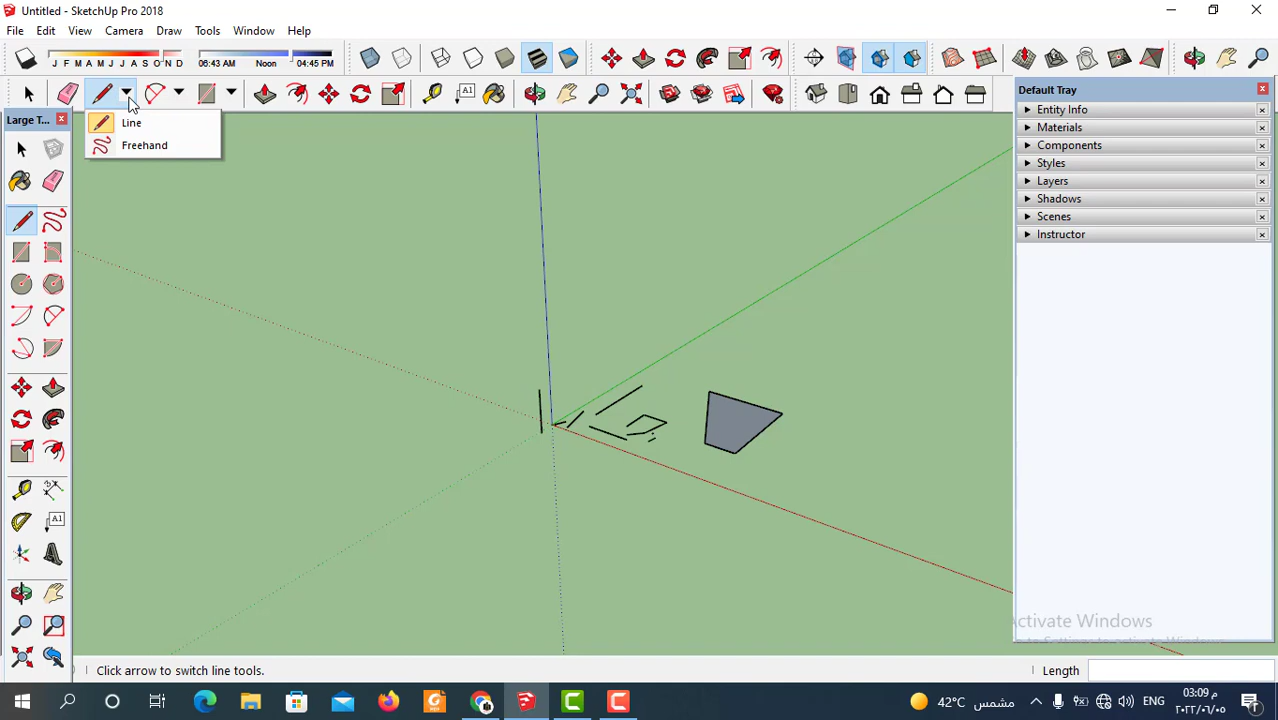 Untitled - SketchUp Pro 2018
File Edit View Camera Draw Tools Window Help
J F M A M J J A S O N D
06:43 AM Noon 04:45 PM
A1
Large T...
Line
Freehand
A1
Default Tray
Entity Info
Materials
Components
Styles
Layers
Shadows
Scenes
Instructor
Activate Windows
Click arrow to switch line tools.
Length
42°C مشمس
ENG
03:09 م